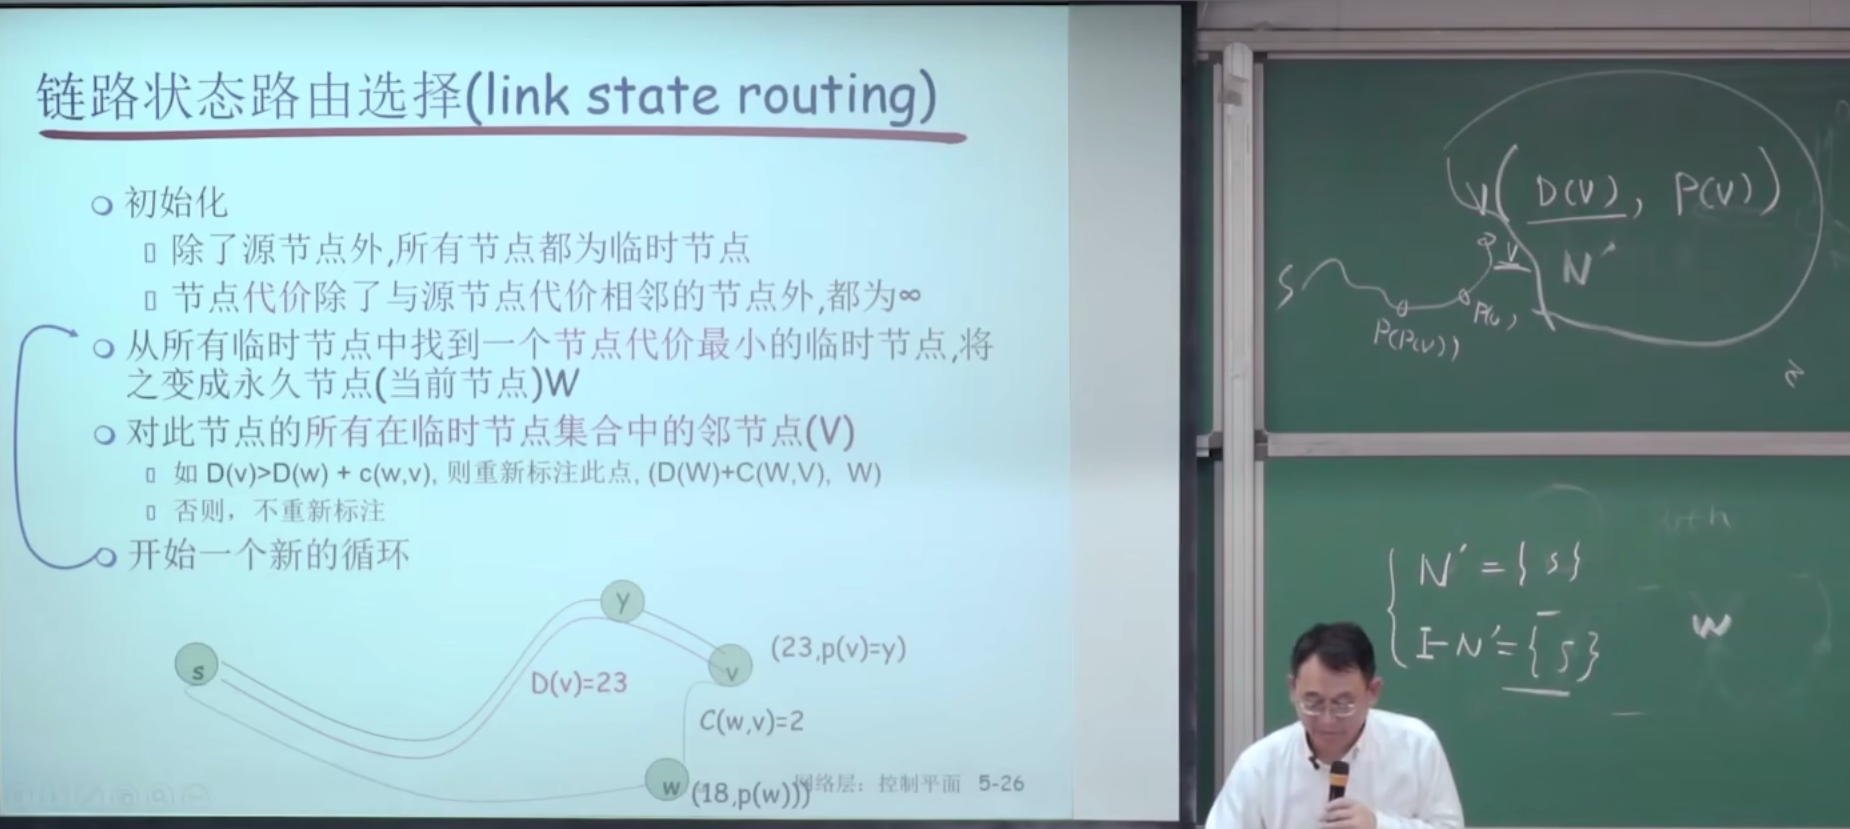 链路状态路由选择(link state routing)
初始化
除了源节点外,所有节点都为临时节点
节点代价除了与源节点代价相邻的节点外,都为∞
从所有临时节点中找到一个节点代价最小的临时节点,将
之变成永久节点(当前节点)W
对此节点的所有在临时节点集合中的邻节点(V)
如 D(v)>D(w) + c(w,v), 则重新标注此点, (D(W)+C(W,V), W)
否则，不重新标注
开始一个新的循环
y
s
v
(23,p(v)=y)
D(v)=23
C(w,v)=2
w
(18,p(w)))
网络层：控制平面 5-26
V( D(V), P(V) )
V
N'
S
P(v)
P(P(V))
N' = { s }
I-N' = { s }
W